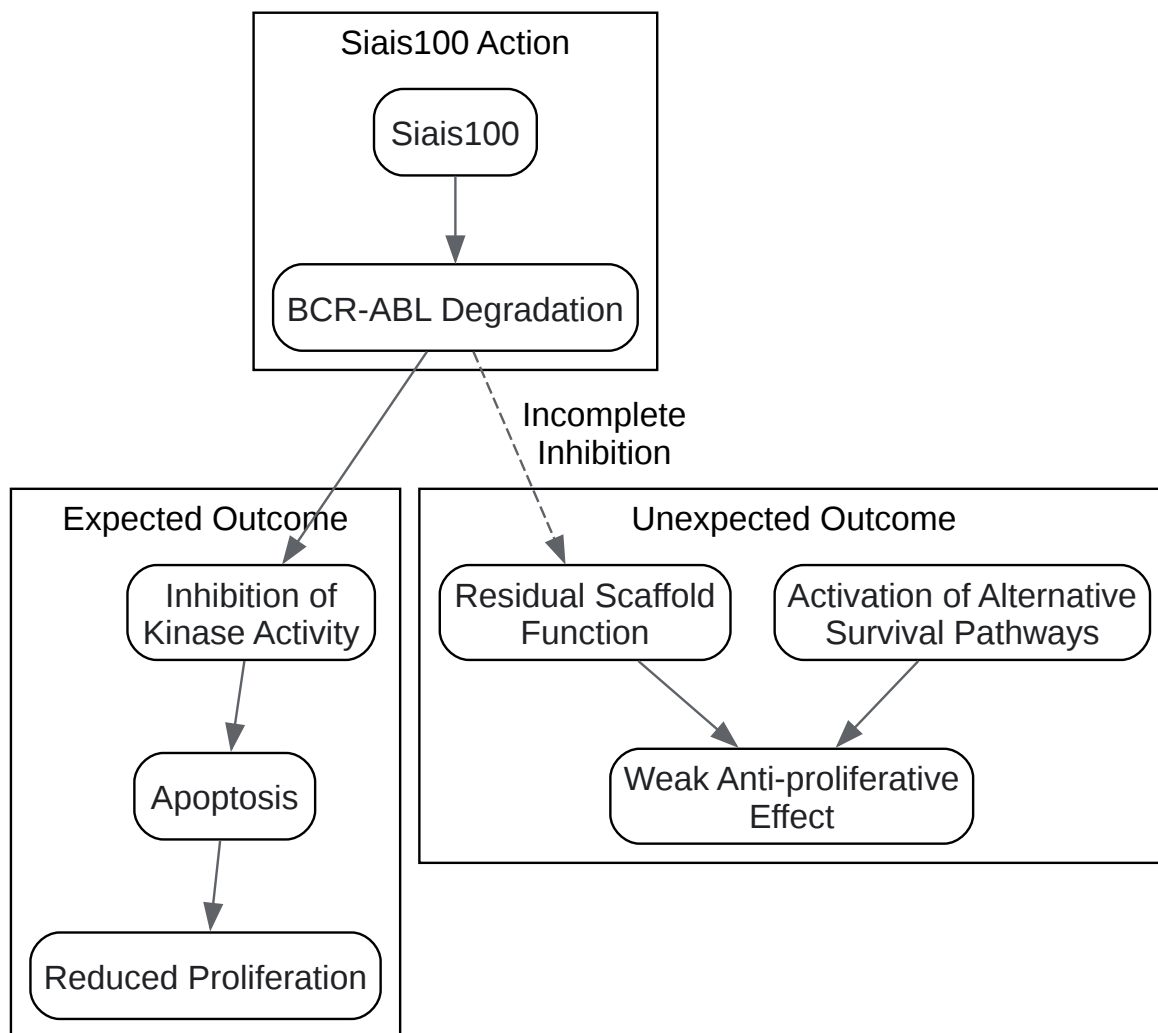 Siais100 Action
Siais100
BCR-ABL Degradation
Incomplete
Inhibition
Expected Outcome
Inhibition of
Kinase Activity
Apoptosis
Reduced Proliferation
Unexpected Outcome
Residual Scaffold
Function
Activation of Alternative
Survival Pathways
Weak Anti-proliferative
Effect